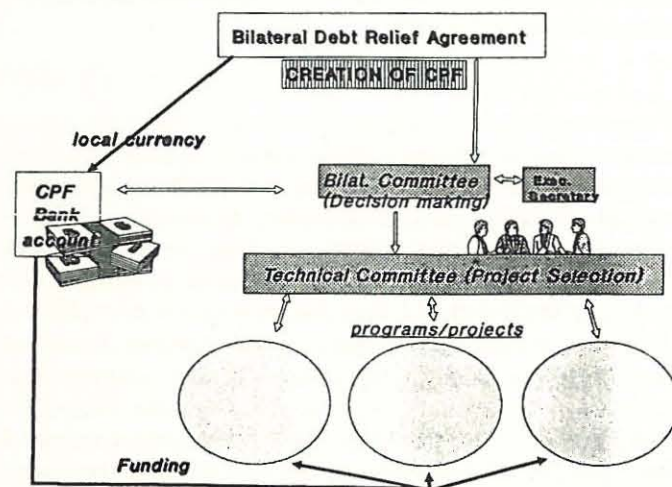 Bilateral Debt Relief Agreement
CREATION OF CPF
local currency
CPF
Bank
account
Bilat. Committee
(Decision making)
Exec.
Secretary
Technical Committee (Project Selection)
programs/projects
Funding